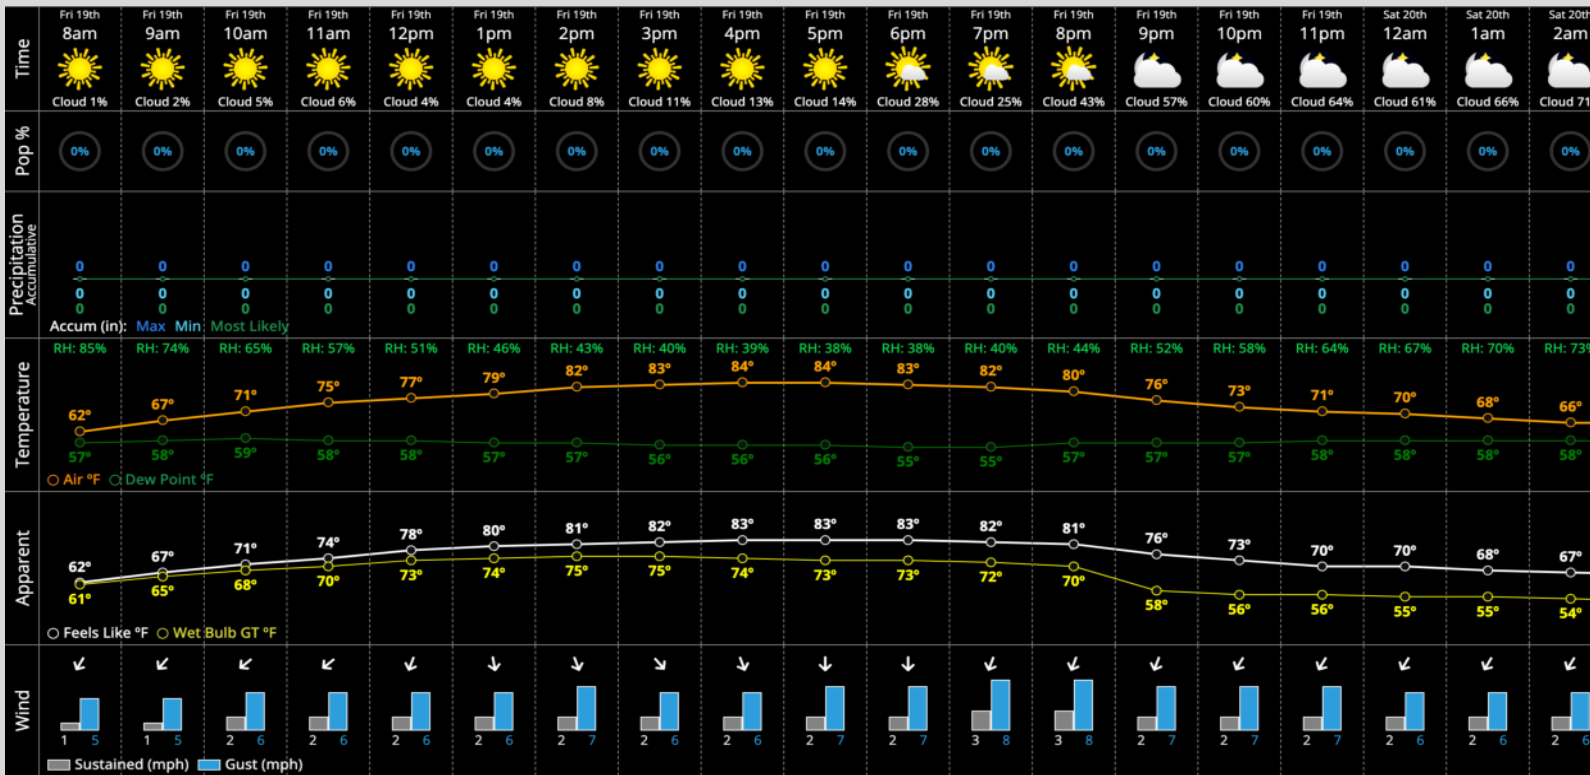 Time
Fri 19th Fri 19th Fri 19th Fri 19th Fri 19th Fri 19th Fri 19th Fri 19th Fri 19th Fri 19th Fri 19th Fri 19th Fri 19th Fri 19th Fri 19th Fri 19th Sat 20th Sat 20th Sat 20th
8am 9am 10am 11am 12pm 1pm 2pm 3pm 4pm 5pm 6pm 7pm 8pm 9pm 10pm 11pm 12am 1am 2am
Cloud 1% Cloud 2% Cloud 5% Cloud 6% Cloud 4% Cloud 4% Cloud 8% Cloud 11% Cloud 13% Cloud 14% Cloud 28% Cloud 25% Cloud 43% Cloud 57% Cloud 60% Cloud 64% Cloud 61% Cloud 66% Cloud 71
Pop %
0% 0% 0% 0% 0% 0% 0% 0% 0% 0% 0% 0% 0% 0% 0% 0% 0% 0% 0%
Precipitation
Accumulative
0 0 0 0 0 0 0 0 0 0 0 0 0 0 0 0 0 0 0
0 0 0 0 0 0 0 0 0 0 0 0 0 0 0 0 0 0 0
0 0 0 0 0 0 0 0 0 0 0 0 0 0 0 0 0 0 0
Accum (in): Max Min Most Likely
Temperature
RH: 85% RH: 74% RH: 65% RH: 57% RH: 51% RH: 46% RH: 43% RH: 40% RH: 39% RH: 38% RH: 38% RH: 40% RH: 44% RH: 52% RH: 58% RH: 64% RH: 67% RH: 70% RH: 73%
62° 67° 71° 75° 77° 79° 82° 83° 84° 84° 83° 82° 80° 76° 73° 71° 70° 68° 66°
57° 58° 59° 58° 58° 57° 57° 56° 56° 56° 55° 55° 57° 57° 57° 58° 58° 58° 58°
Air °F Dew Point °F
Apparent
62° 67° 71° 74° 78° 80° 81° 82° 83° 83° 83° 82° 81° 76° 73° 70° 70° 68° 67°
61° 65° 68° 70° 73° 74° 75° 75° 74° 73° 73° 72° 70° 58° 56° 56° 55° 55° 54°
Feels Like °F Wet Bulb GT °F
Wind
1 5 1 5 2 6 2 6 2 6 2 6 2 7 2 6 2 6 2 7 2 7 3 8 3 8 2 7 2 7 2 7 2 6 2 6 2 6
Sustained (mph) Gust (mph)